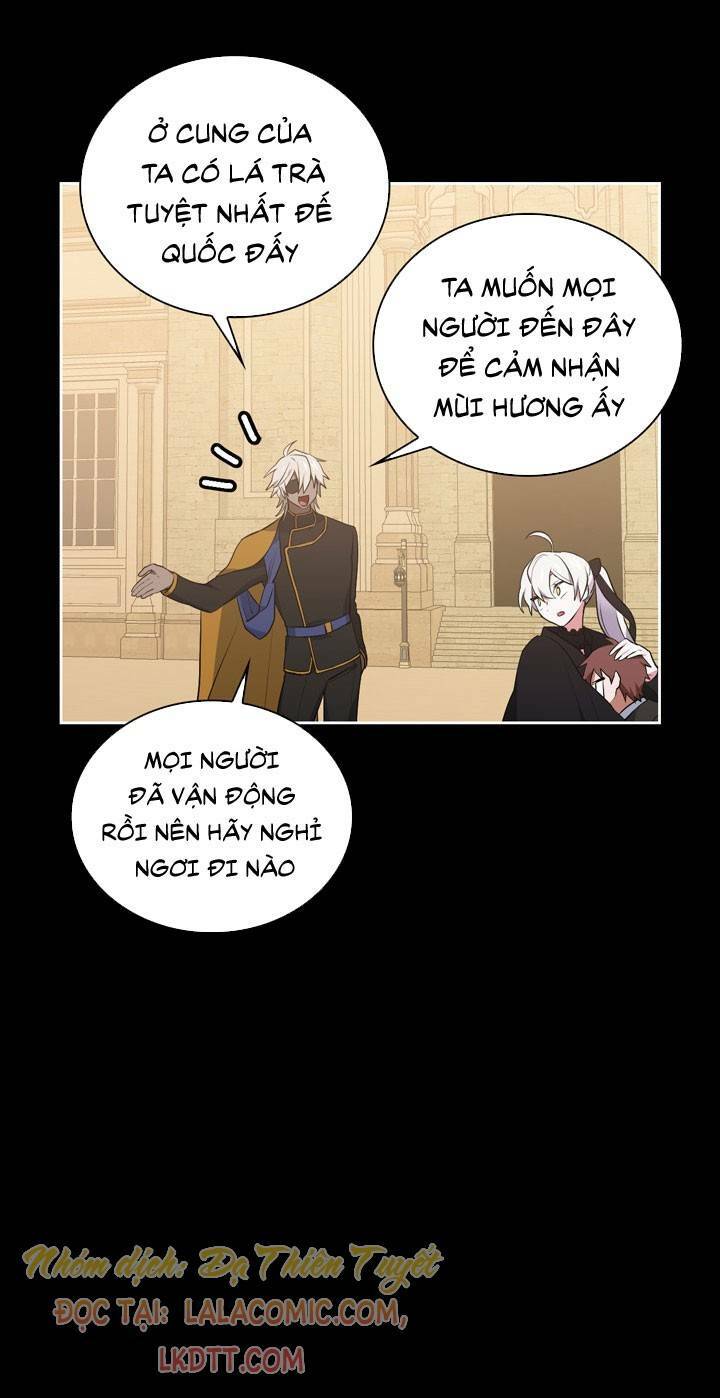 Ở CUNG CỦA
TA CÓ LÁ TRÀ
TUYỆT NHẤT ĐẾ
QUỐC ĐẤY
TA MUỐN MỌI
NGƯỜI ĐẾN ĐÂY
ĐỂ CẢM NHẬN
MÙI HƯƠNG ẤY
MỌI NGƯỜI
ĐÃ VẬN ĐỘNG
RỒI NÊN HÃY NGHỈ
NGƠI ĐI NÀO
Nhóm dịch: Dạ Thiên Tuyết
ĐỌC TẠI: LALACOMIC.COM,
LKDTT.COM